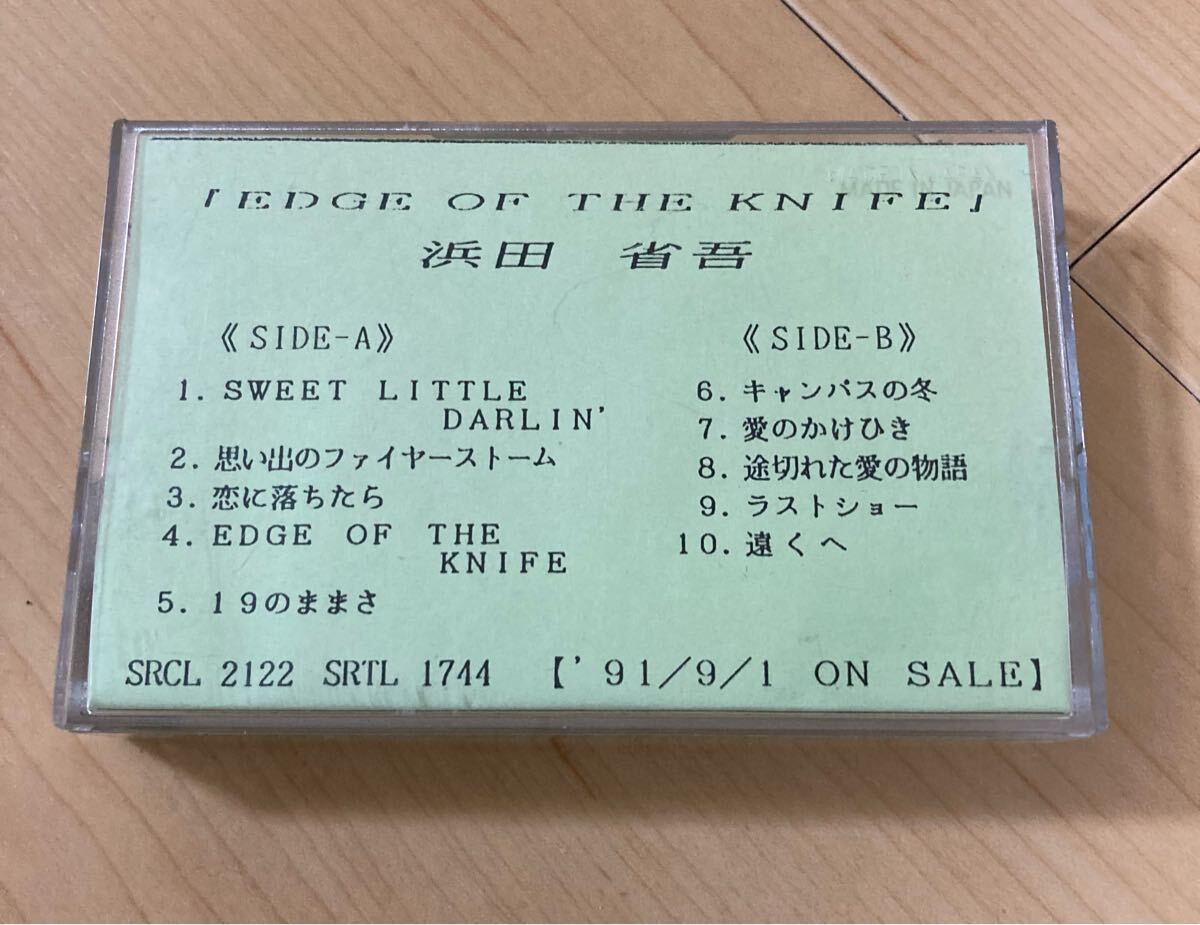 「EDGE OF THE KNIFE」
浜田 省吾
《SIDE-A》
1. SWEET LITTLE
DARLIN'
2. 思い出のファイヤーストーム
3. 恋に落ちたら
4. EDGE OF THE
KNIFE
5. 19のままさ
《SIDE-B》
6. キャンパスの冬
7. 愛のかけひき
8. 途切れた愛の物語
9. ラストショー
10. 遠くへ
SRCL 2122 SRTL 1744 【'91/9/1 ON SALE】
MADE IN JAPAN